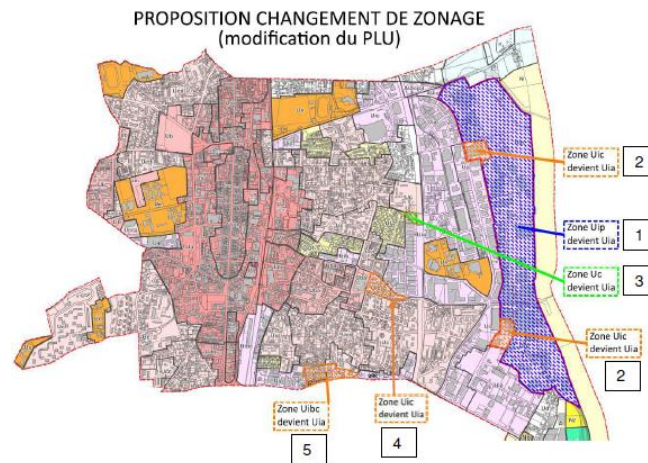 PROPOSITION CHANGEMENT DE ZONAGE
(modification du PLU)
Zone Uic
devient Uia
2
Zone Uip
devient Uia
1
Zone Uc
devient Uia
3
Zone Uic
devient Uia
2
Zone Uibc
devient Uia
5
Zone Uic
devient Uia
4